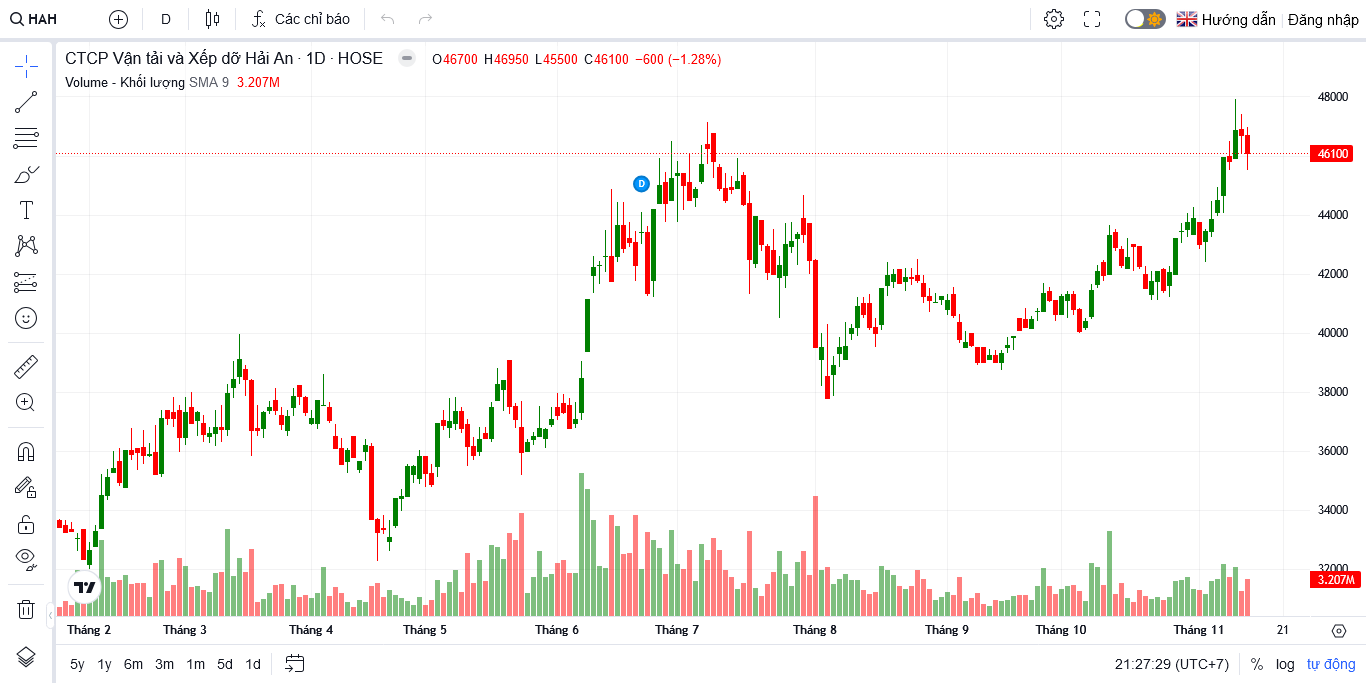 HAH D Các chỉ báo Hướng dẫn Đăng nhập
CTCP Vận tải và Xếp dỡ Hải An · 1D · HOSE O46700 H46950 L45500 C46100 −600 (−1.28%)
Volume - Khối lượng SMA 9 3.207M
48000
46100
D
44000
42000
40000
38000
36000
34000
32000
3.207M
Tháng 2 Tháng 3 Tháng 4 Tháng 5 Tháng 6 Tháng 7 Tháng 8 Tháng 9 Tháng 10 Tháng 11 21
5y 1y 6m 3m 1m 5d 1d 21:27:29 (UTC+7) % log tự động